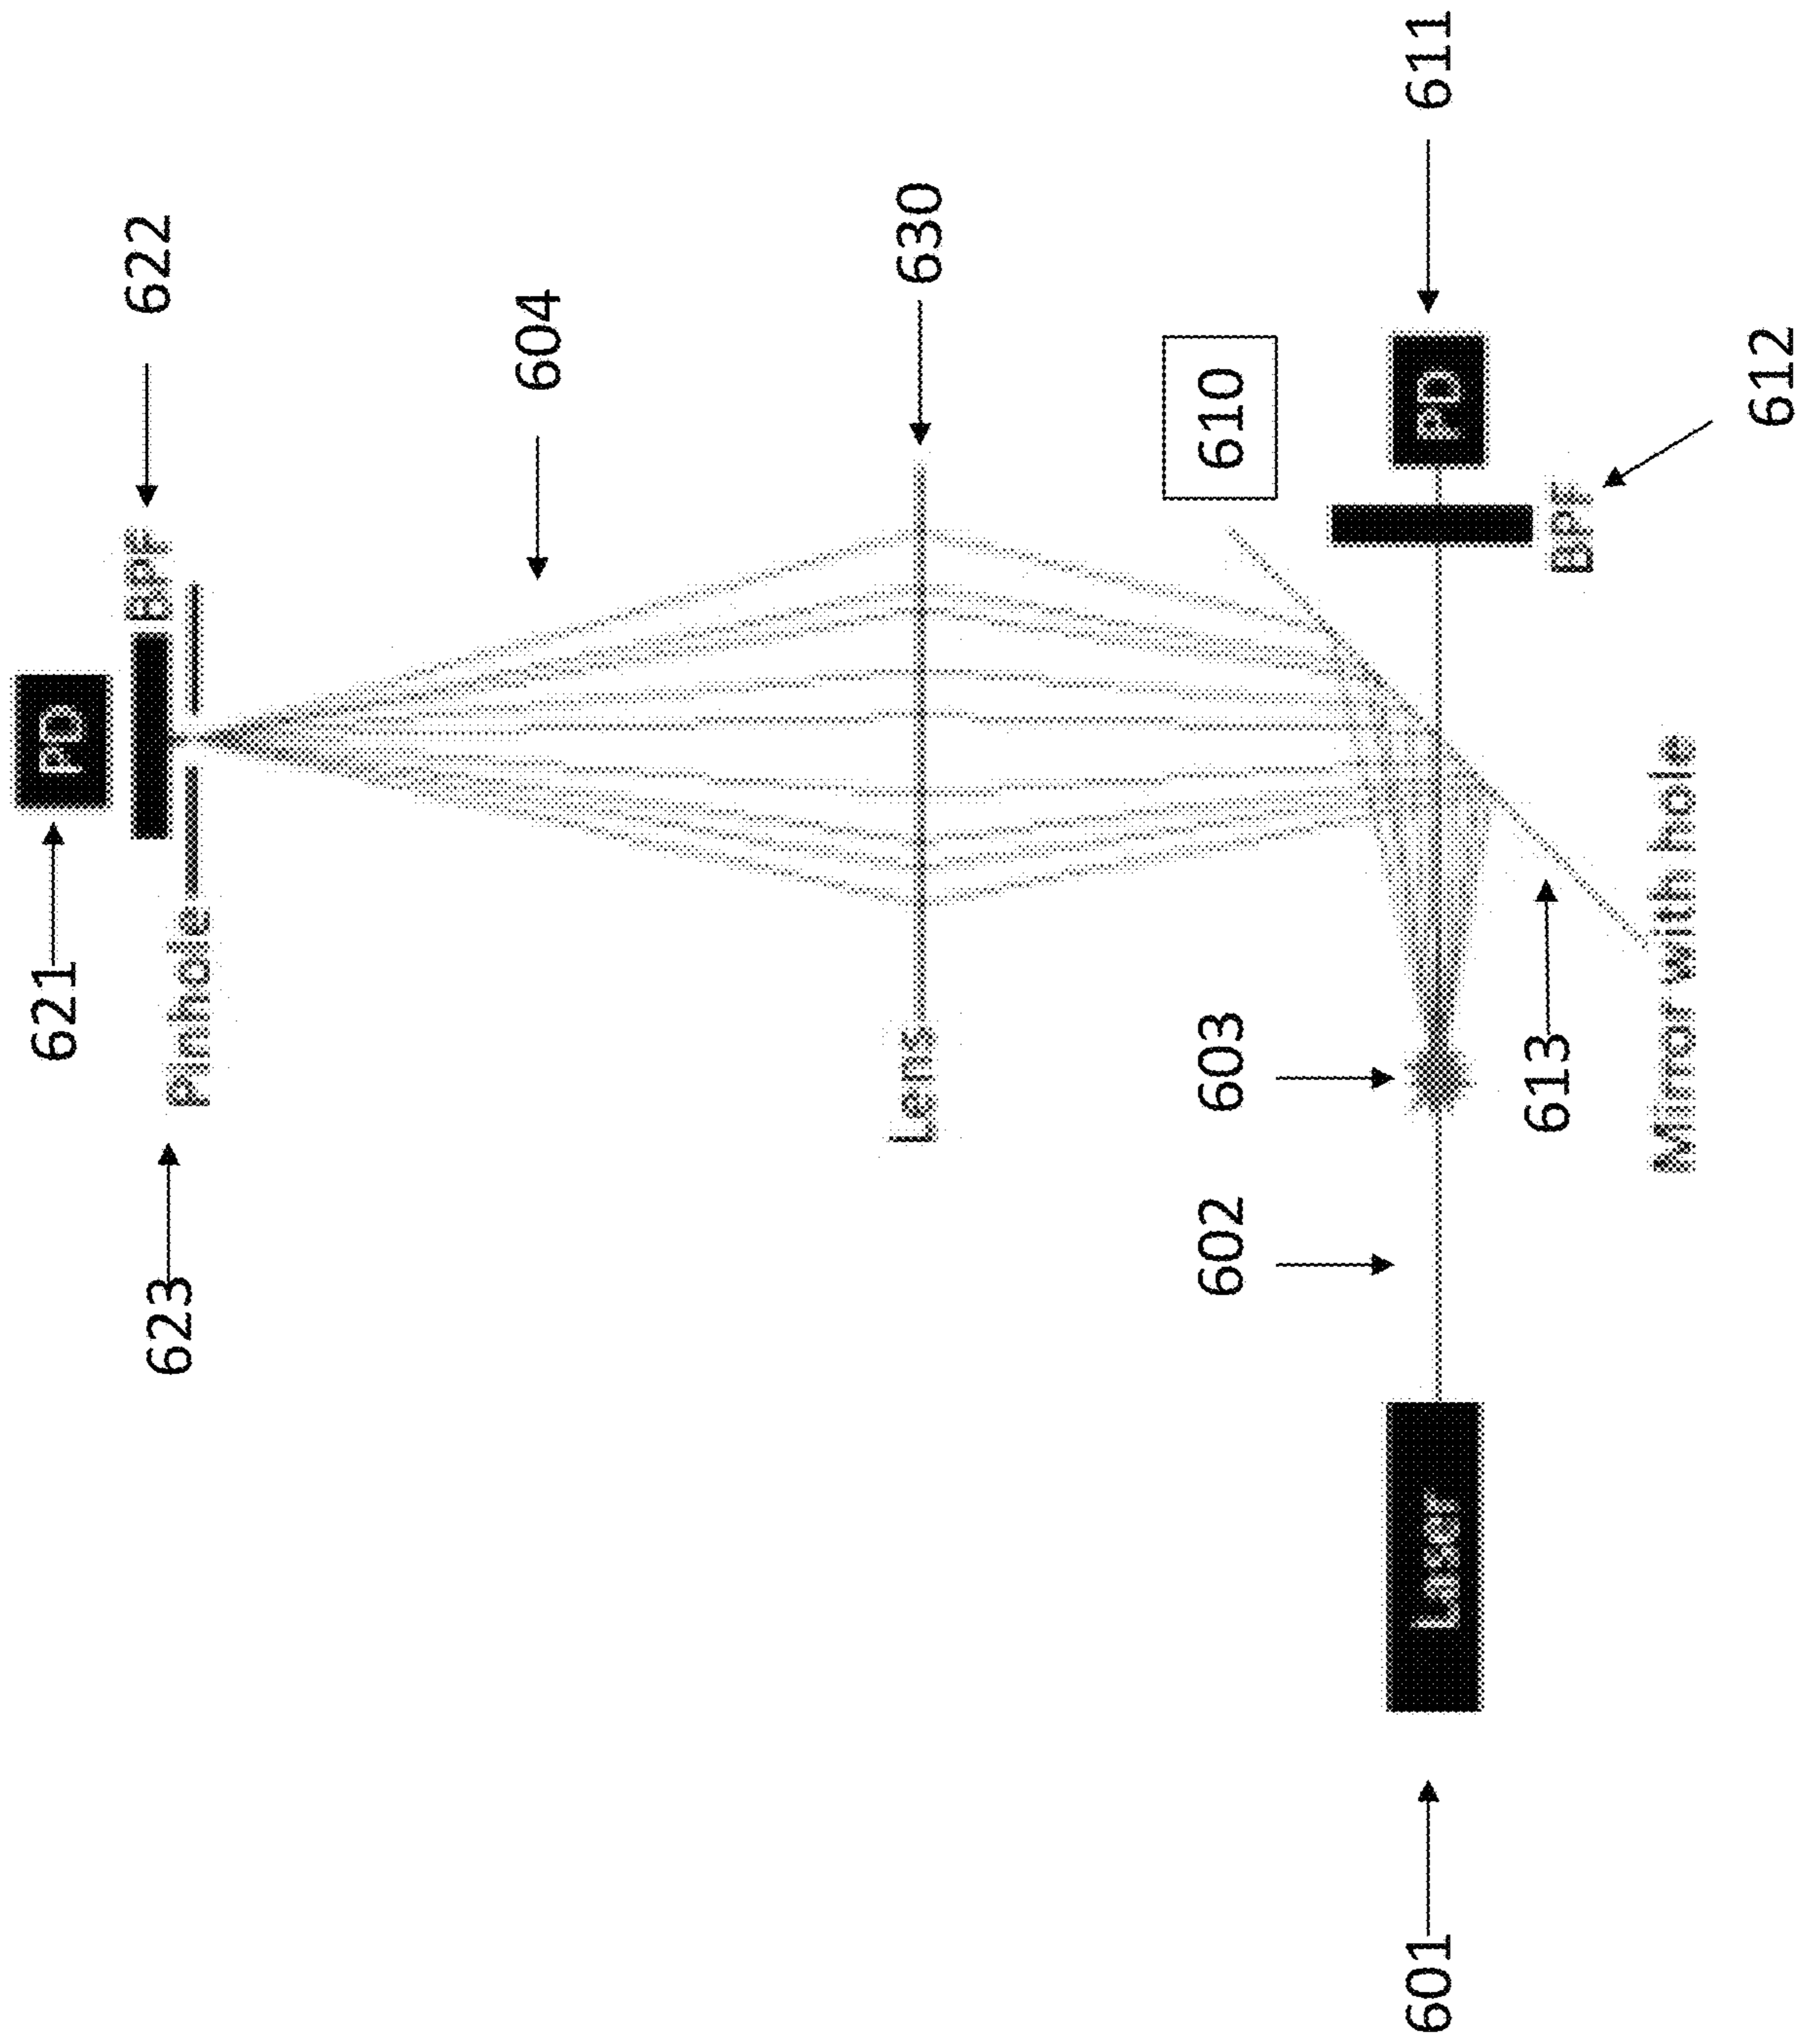 621 PD
BPF 622
623 Pinhole
604
Lens 630
602 603 610
601 Laser PD 611
613 BPF
Mirror with hole
612